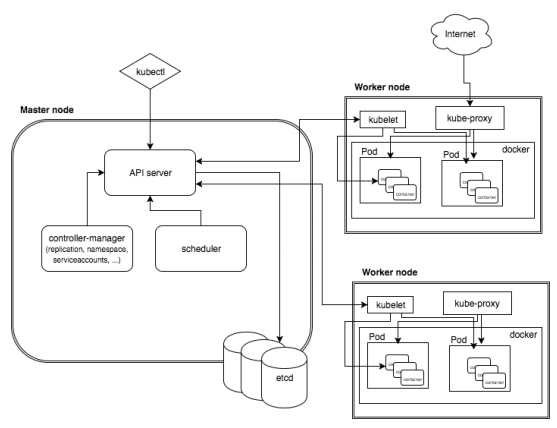 Internet
kubectl
Worker node
Master node
kubelet
kube-proxy
docker
Pod
Pod
API server
container
container
controller-manager
(replication, namespace,
serviceaccounts, ...)
scheduler
Worker node
kubelet
kube-proxy
docker
Pod
Pod
container
container
etcd